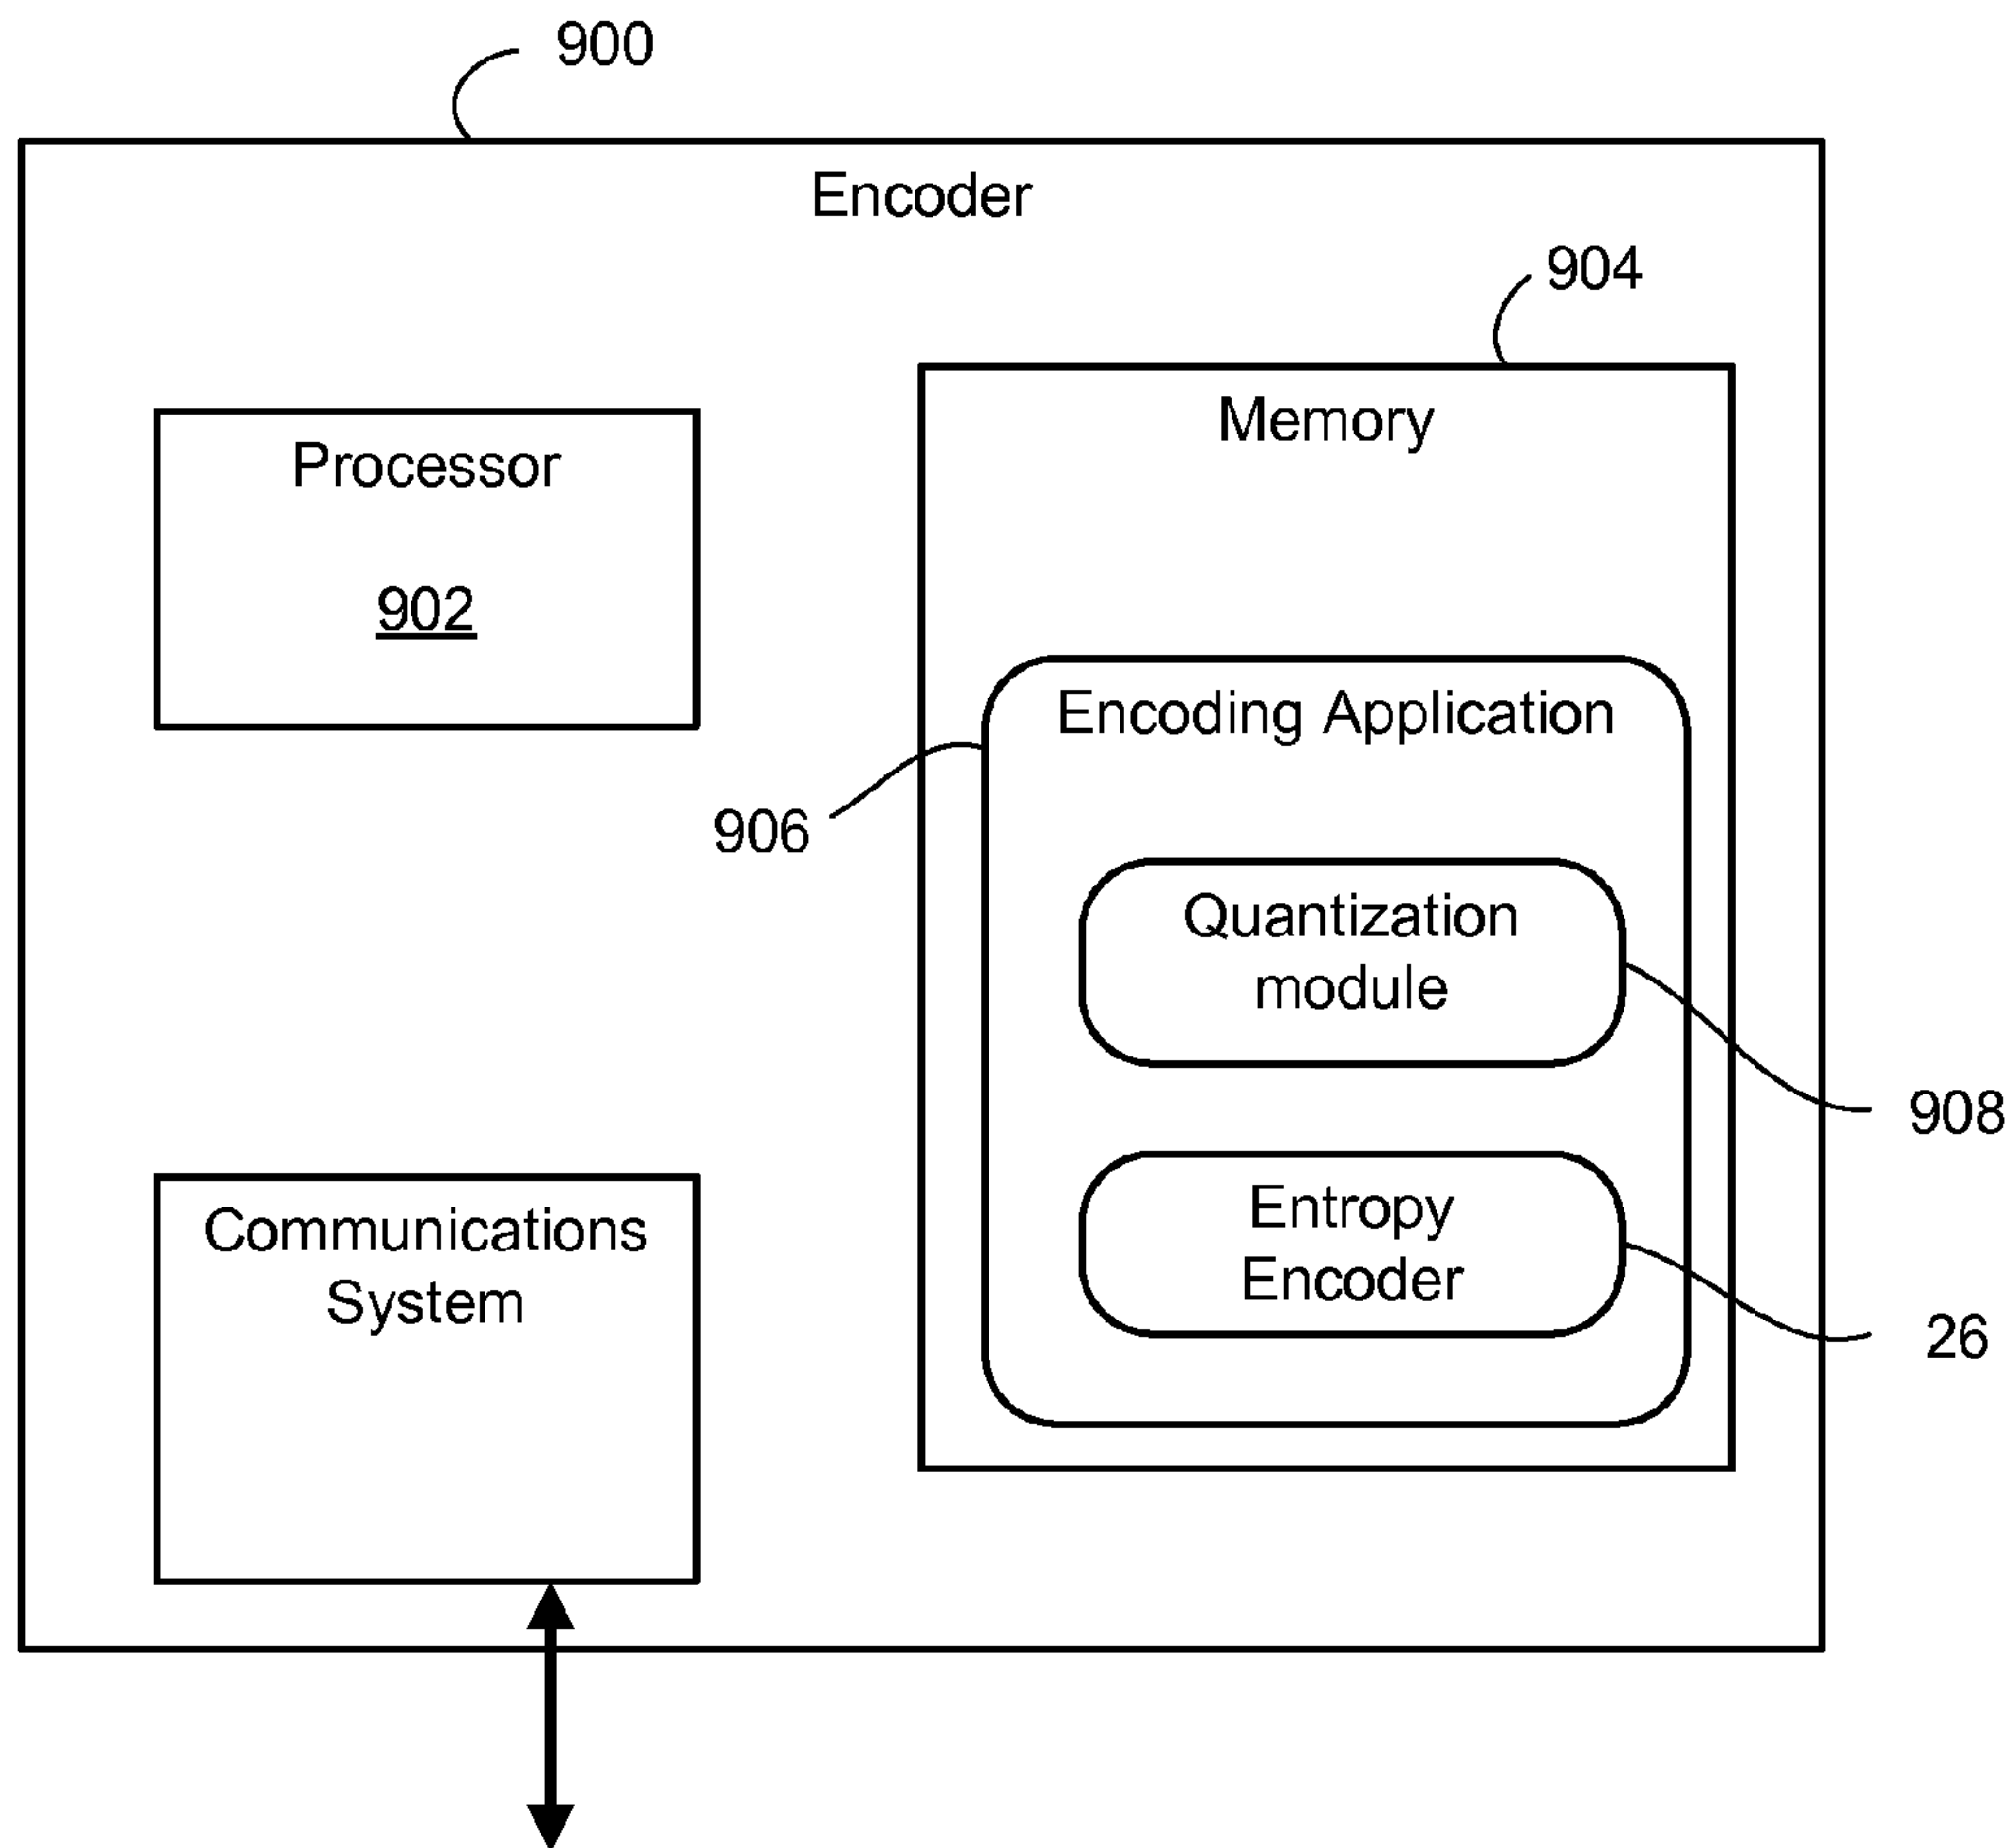 900
Encoder
904
Memory
Processor
902
Encoding Application
906
Quantization
module
908
Communications
System
Entropy
Encoder
26